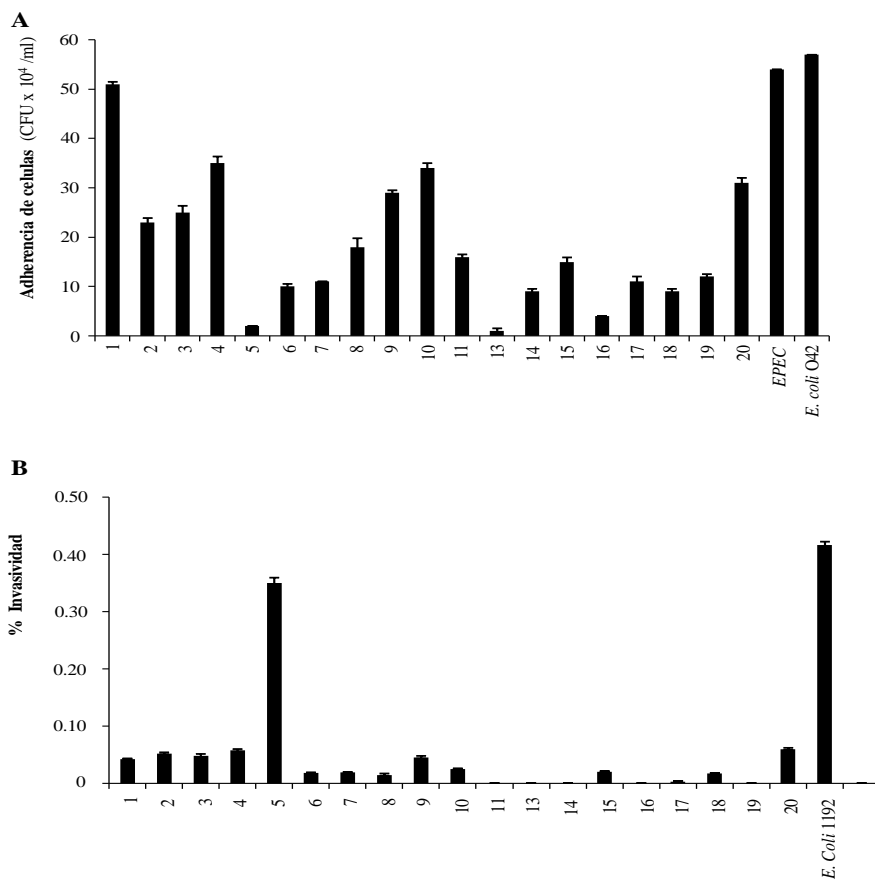 A
Adherencia de celulas (CFU x 10⁴ /ml)
60
50
40
30
20
10
0
1 2 3 4 5 6 7 8 9 10 11 13 14 15 16 17 18 19 20 EPEC E. coli O42
B
% Invasividad
0.50
0.40
0.30
0.20
0.10
0
1 2 3 4 5 6 7 8 9 10 11 13 14 15 16 17 18 19 20 E. Coli 1192